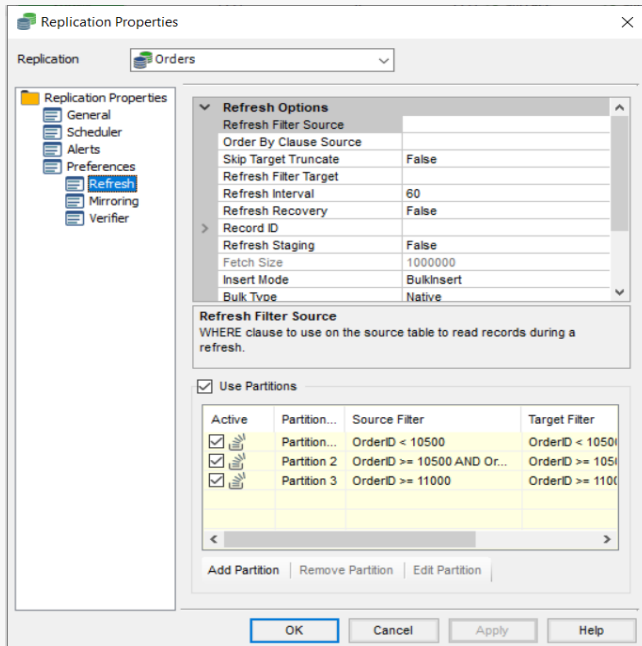 Replication Properties
Replication Orders
Replication Properties
General
Scheduler
Alerts
Preferences
Refresh
Mirroring
Verifier
Refresh Options
Refresh Filter Source
Order By Clause Source
Skip Target Truncate False
Refresh Filter Target
Refresh Interval 60
Refresh Recovery False
Record ID
Refresh Staging False
Fetch Size 1000000
Insert Mode BulkInsert
Bulk Type Native
Refresh Filter Source
WHERE clause to use on the source table to read records during a
refresh.
Use Partitions
Active Partition... Source Filter Target Filter
Partition... OrderID < 10500 OrderID < 1050
Partition 2 OrderID >= 10500 AND Or... OrderID >= 105
Partition 3 OrderID >= 11000 OrderID >= 110
Add Partition Remove Partition Edit Partition
OK Cancel Apply Help